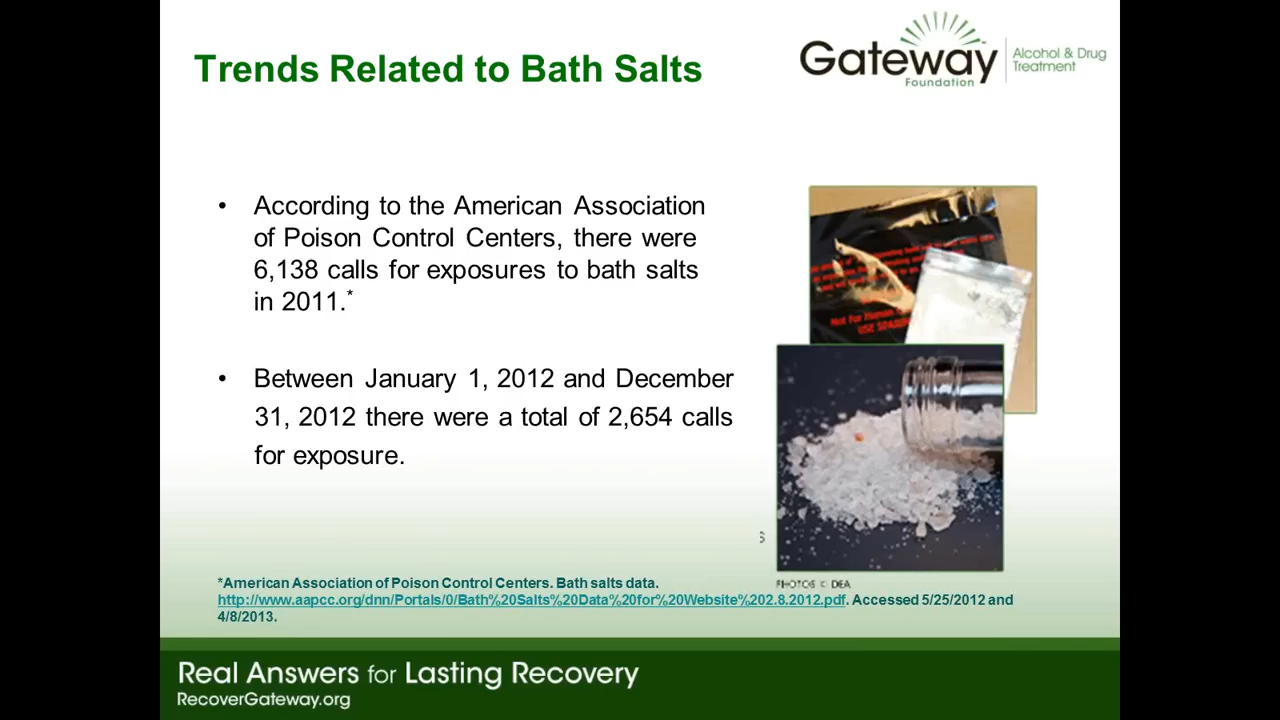 Trends Related to Bath Salts
Gateway
Foundation
Alcohol & Drug
Treatment
• According to the American Association
of Poison Control Centers, there were
6,138 calls for exposures to bath salts
in 2011.*
• Between January 1, 2012 and December
31, 2012 there were a total of 2,654 calls
for exposure.
Not For Human
USE
s
PHOTOS © DEA
*American Association of Poison Control Centers. Bath salts data.
http://www.aapcc.org/dnn/Portals/0/Bath%20Salts%20Data%20for%20Website%202.8.2012.pdf. Accessed 5/25/2012 and
4/8/2013.
Real Answers for Lasting Recovery
RecoverGateway.org